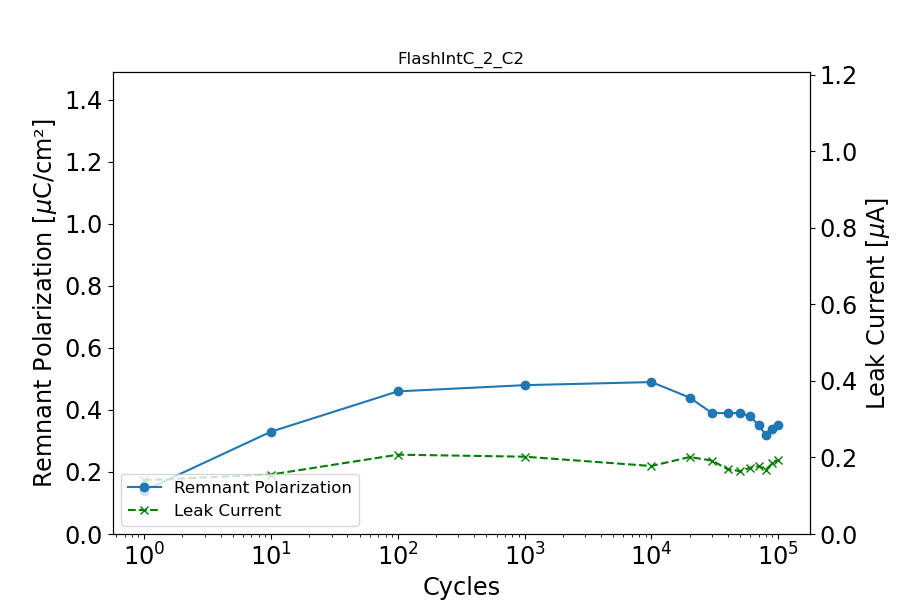 FlashIntC_2_C2
Remnant Polarization [μC/cm²]
1.4
1.2
1.0
0.8
0.6
0.4
0.2
0.0
1.2
1.0
0.8
0.6
0.4
0.2
0.0
Leak Current [μA]
Remnant Polarization
Leak Current
10⁰ 10¹ 10² 10³ 10⁴ 10⁵
Cycles